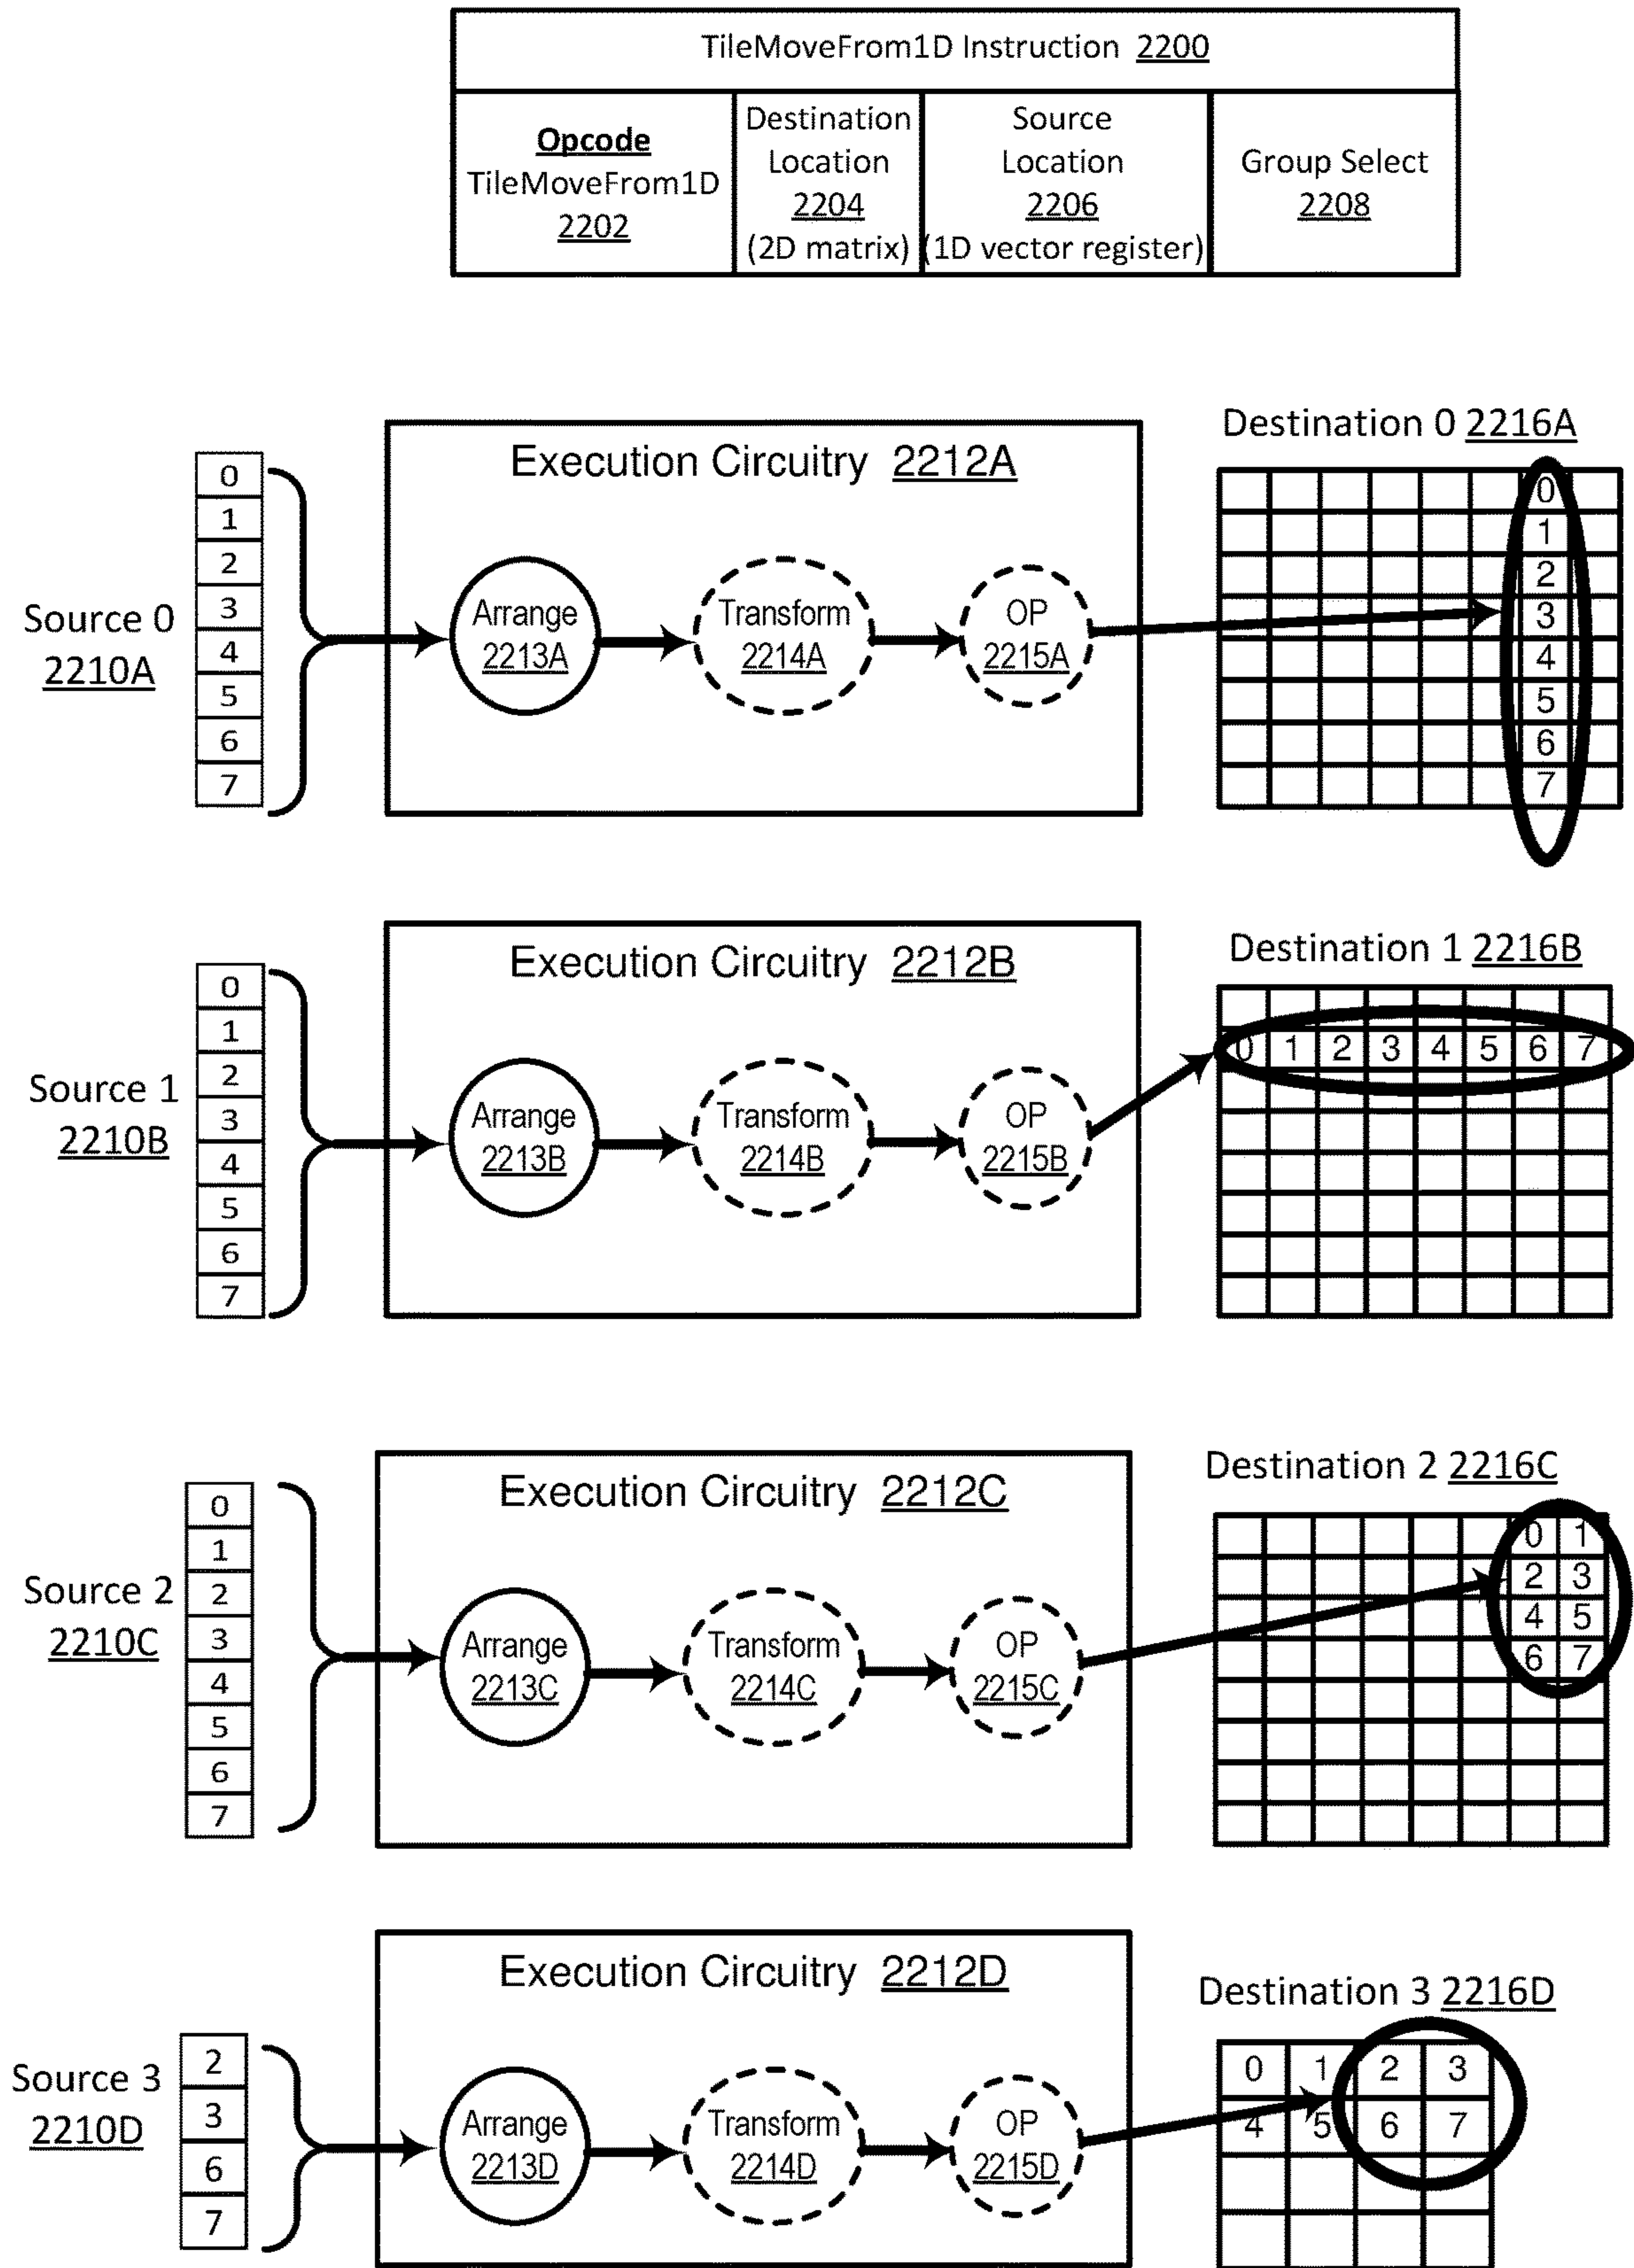 TileMoveFrom1D Instruction 2200
Opcode
TileMoveFrom1D
2202
Destination
Location
2204
(2D matrix)
Source
Location
2206
(1D vector register)
Group Select
2208
Source 0
2210A
0
1
2
3
4
5
6
7
Execution Circuitry 2212A
Arrange
2213A
Transform
2214A
OP
2215A
Destination 0 2216A
0
1
2
3
4
5
6
7
Source 1
2210B
0
1
2
3
4
5
6
7
Execution Circuitry 2212B
Arrange
2213B
Transform
2214B
OP
2215B
Destination 1 2216B
0 1 2 3 4 5 6 7
Source 2
2210C
0
1
2
3
4
5
6
7
Execution Circuitry 2212C
Arrange
2213C
Transform
2214C
OP
2215C
Destination 2 2216C
0 1
2 3
4 5
6 7
Source 3
2210D
2
3
6
7
Execution Circuitry 2212D
Arrange
2213D
Transform
2214D
OP
2215D
Destination 3 2216D
0 1 2 3
4 5 6 7